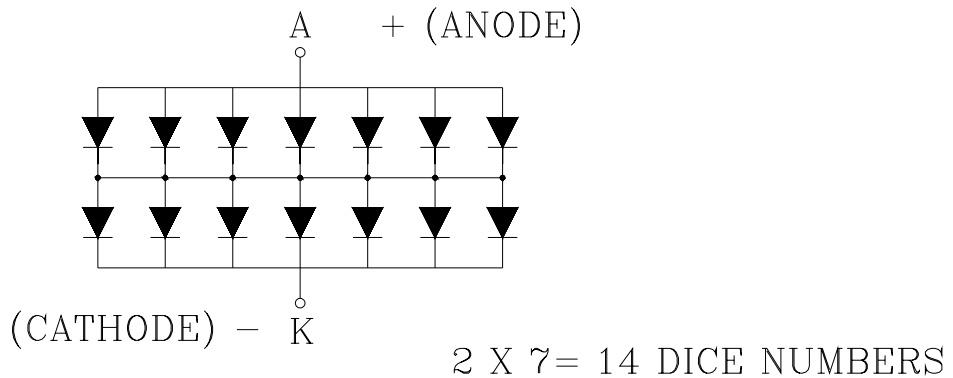 A + (ANODE)
(CATHODE) - K
2 X 7= 14 DICE NUMBERS